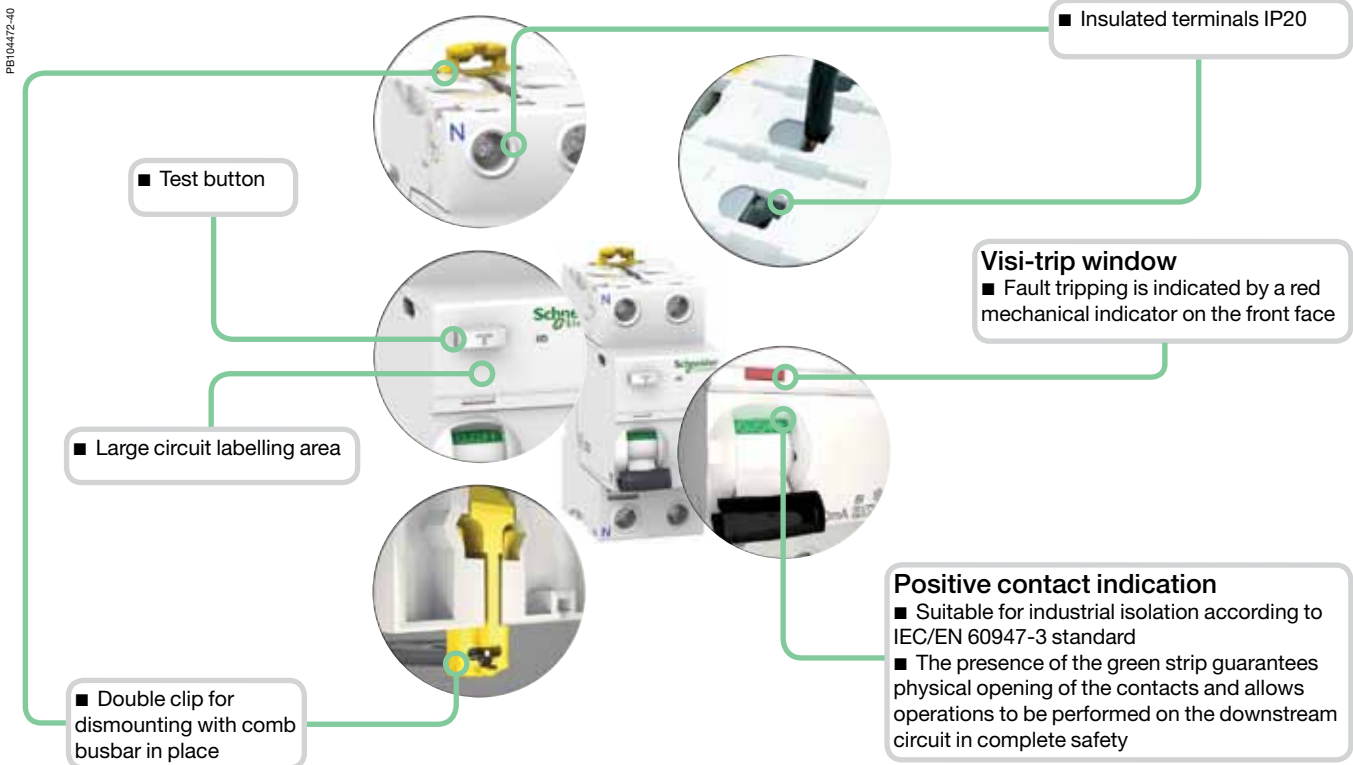 PB104472-40
■ Insulated terminals IP20
N
■ Test button
Visi-trip window
■ Fault tripping is indicated by a red
mechanical indicator on the front face
Schne
N
Schneider
■ Large circuit labelling area
N
Positive contact indication
■ Suitable for industrial isolation according to
IEC/EN 60947-3 standard
■ The presence of the green strip guarantees
physical opening of the contacts and allows
operations to be performed on the downstream
circuit in complete safety
■ Double clip for
dismounting with comb
busbar in place